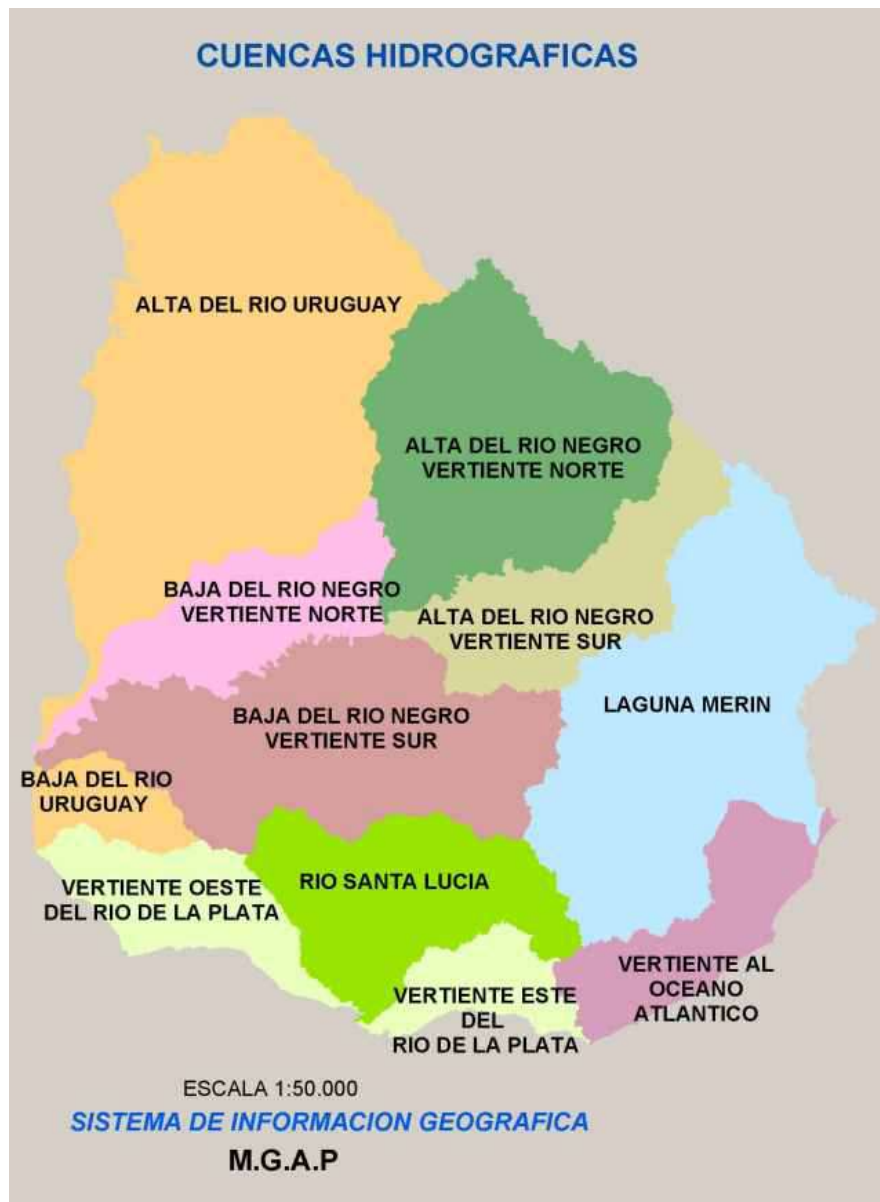 CUENCAS HIDROGRAFICAS
ALTA DEL RIO URUGUAY
ALTA DEL RIO NEGRO
VERTIENTE NORTE
BAJA DEL RIO NEGRO
VERTIENTE NORTE
ALTA DEL RIO NEGRO
VERTIENTE SUR
LAGUNA MERIN
BAJA DEL RIO NEGRO
VERTIENTE SUR
BAJA DEL RIO
URUGUAY
RIO SANTA LUCIA
VERTIENTE OESTE
DEL RIO DE LA PLATA
VERTIENTE AL
OCEANO
ATLANTICO
VERTIENTE ESTE
DEL
RIO DE LA PLATA
ESCALA 1:50.000
SISTEMA DE INFORMACION GEOGRAFICA
M.G.A.P